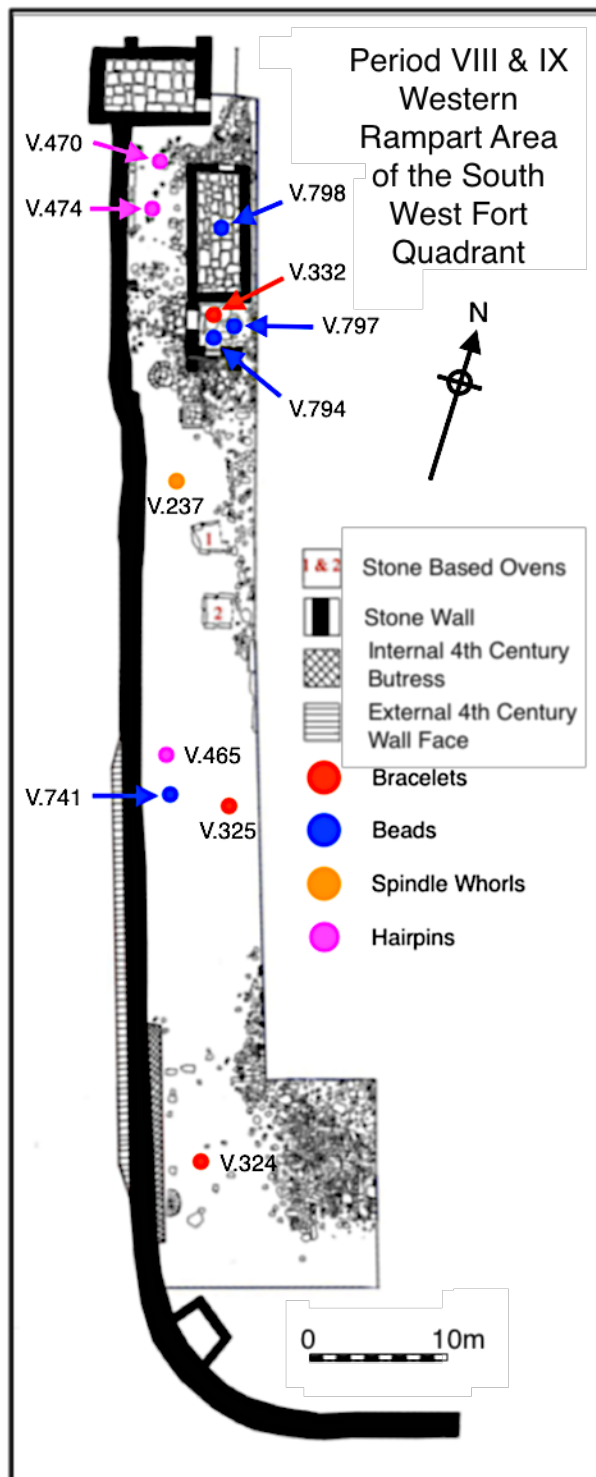 Period VIII & IX
Western
Rampart Area
of the South
West Fort
Quadrant
V.470
V.474
V.798
V.332
V.797
V.794
N
V.237
1
2
1 & 2 Stone Based Ovens
Stone Wall
Internal 4th Century
Butress
External 4th Century
Wall Face
V.465
V.741
V.325
Bracelets
Beads
Spindle Whorls
Hairpins
V.324
0 10m